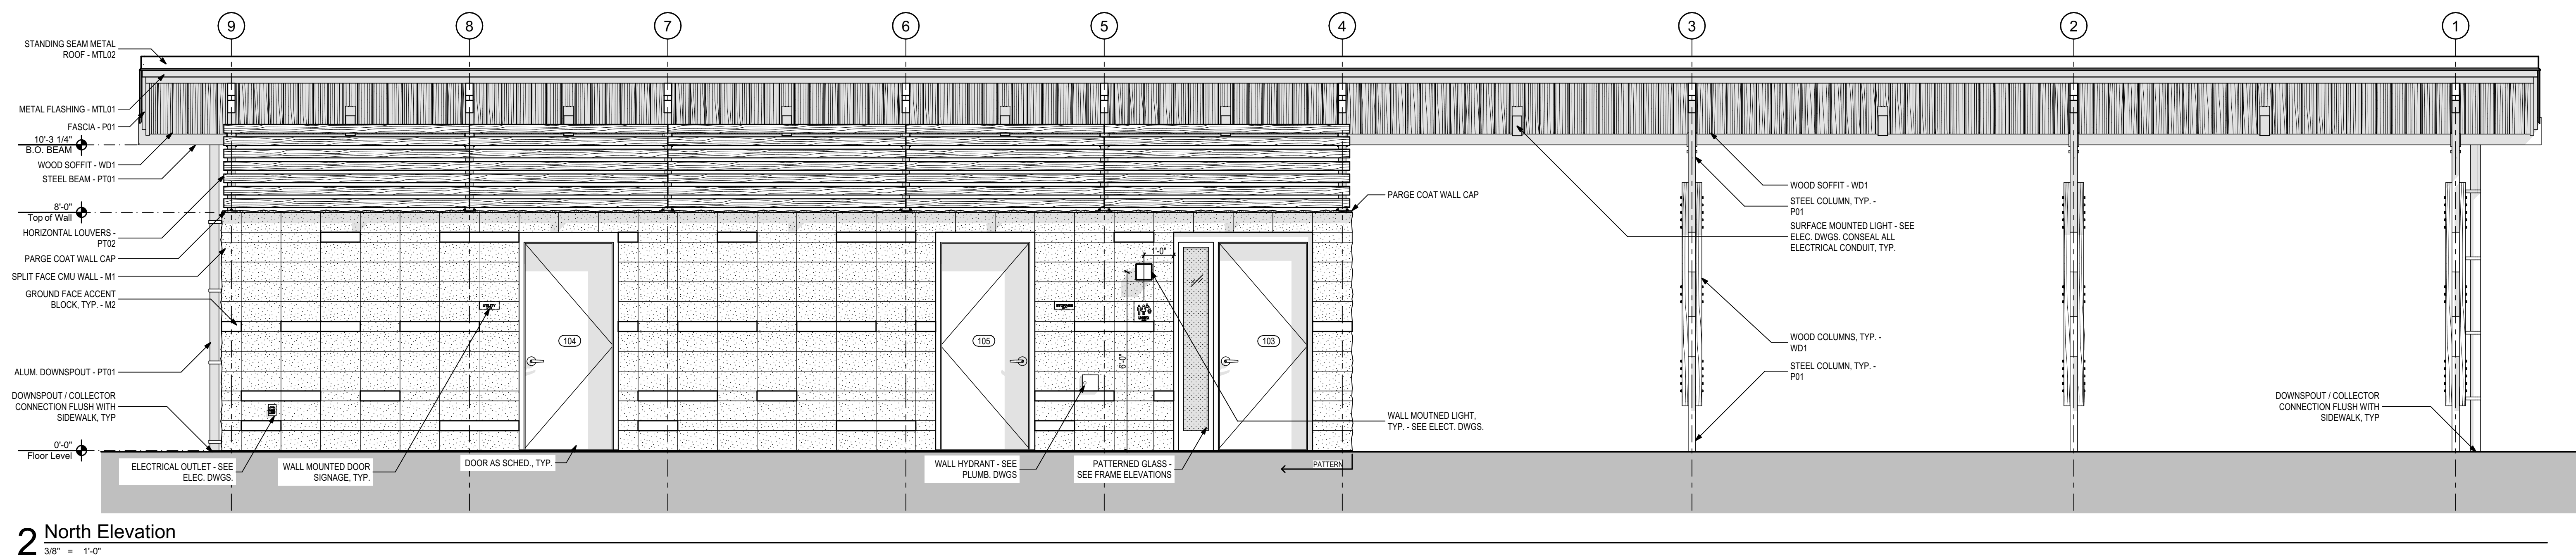 9 8 7 6 5 4 3 2 1
STANDING SEAM METAL
ROOF - MTL02
METAL FLASHING - MTL01
FASCIA - P01
10'-3 1/4"
B.O. BEAM
WOOD SOFFIT - WD1
STEEL BEAM - PT01
8'-0"
Top of Wall
HORIZONTAL LOUVERS -
PT02
PARGE COAT WALL CAP
SPLIT FACE CMU WALL - M1
GROUND FACE ACCENT
BLOCK, TYP. - M2
ALUM. DOWNSPOUT - PT01
DOWNSPOUT / COLLECTOR
CONNECTION FLUSH WITH
SIDEWALK, TYP
0'-0"
Floor Level
ELECTRICAL OUTLET - SEE
ELEC. DWGS.
WALL MOUNTED DOOR
SIGNAGE, TYP.
DOOR AS SCHED., TYP.
WALL HYDRANT - SEE
PLUMB. DWGS
PATTERNED GLASS -
SEE FRAME ELEVATIONS
PATTERN
104
105
103
UTILITY
STORAGE
1'-0"
6'-0"
PARGE COAT WALL CAP
WALL MOUTNED LIGHT,
TYP. - SEE ELECT. DWGS.
WOOD SOFFIT - WD1
STEEL COLUMN, TYP. -
P01
SURFACE MOUNTED LIGHT - SEE
ELEC. DWGS. CONSEAL ALL
ELECTRICAL CONDUIT, TYP.
WOOD COLUMNS, TYP. -
WD1
STEEL COLUMN, TYP. -
P01
DOWNSPOUT / COLLECTOR
CONNECTION FLUSH WITH
SIDEWALK, TYP
2 North Elevation
3/8" = 1'-0"